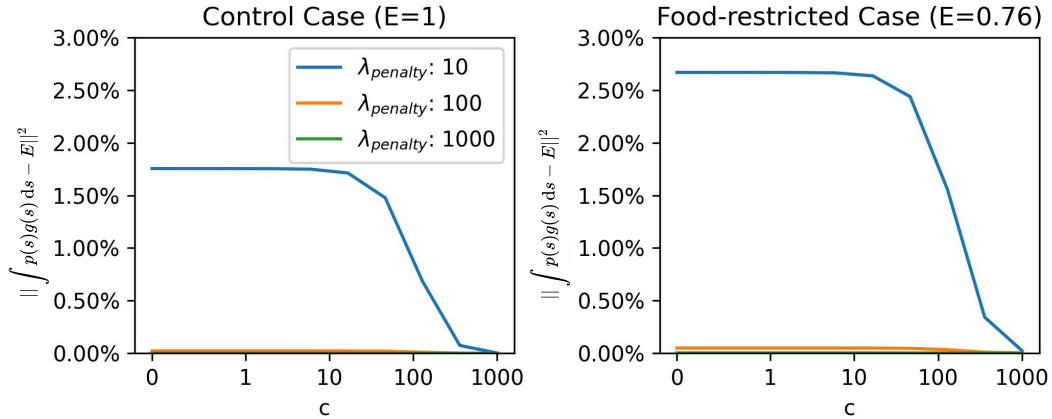 Control Case (E=1)
|| ∫ p(s)g(s) ds − E||²
3.00%
2.50%
2.00%
1.50%
1.00%
0.50%
0.00%
λpenalty: 10
λpenalty: 100
λpenalty: 1000
0 1 10 100 1000
c
Food-restricted Case (E=0.76)
|| ∫ p(s)g(s) ds − E||²
3.00%
2.50%
2.00%
1.50%
1.00%
0.50%
0.00%
0 1 10 100 1000
c